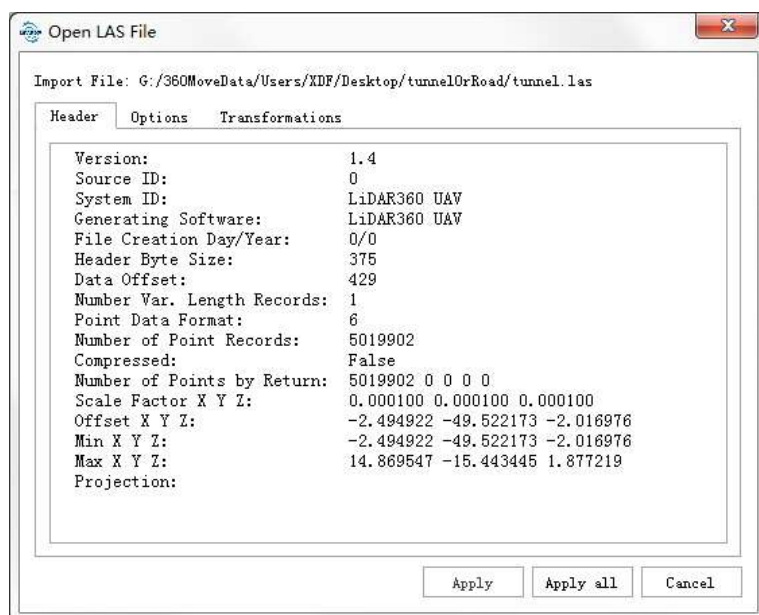 Open LAS File
Import File: G:/360MoveData/Users/XDF/Desktop/tunnelOrRoad/tunnel.las
Header Options Transformations
Version: 1.4
Source ID: 0
System ID: LiDAR360 UAV
Generating Software: LiDAR360 UAV
File Creation Day/Year: 0/0
Header Byte Size: 375
Data Offset: 429
Number Var. Length Records: 1
Point Data Format: 6
Number of Point Records: 5019902
Compressed: False
Number of Points by Return: 5019902 0 0 0 0
Scale Factor X Y Z: 0.000100 0.000100 0.000100
Offset X Y Z: -2.494922 -49.522173 -2.016976
Min X Y Z: -2.494922 -49.522173 -2.016976
Max X Y Z: 14.869547 -15.443445 1.877219
Projection:
Apply Apply all Cancel